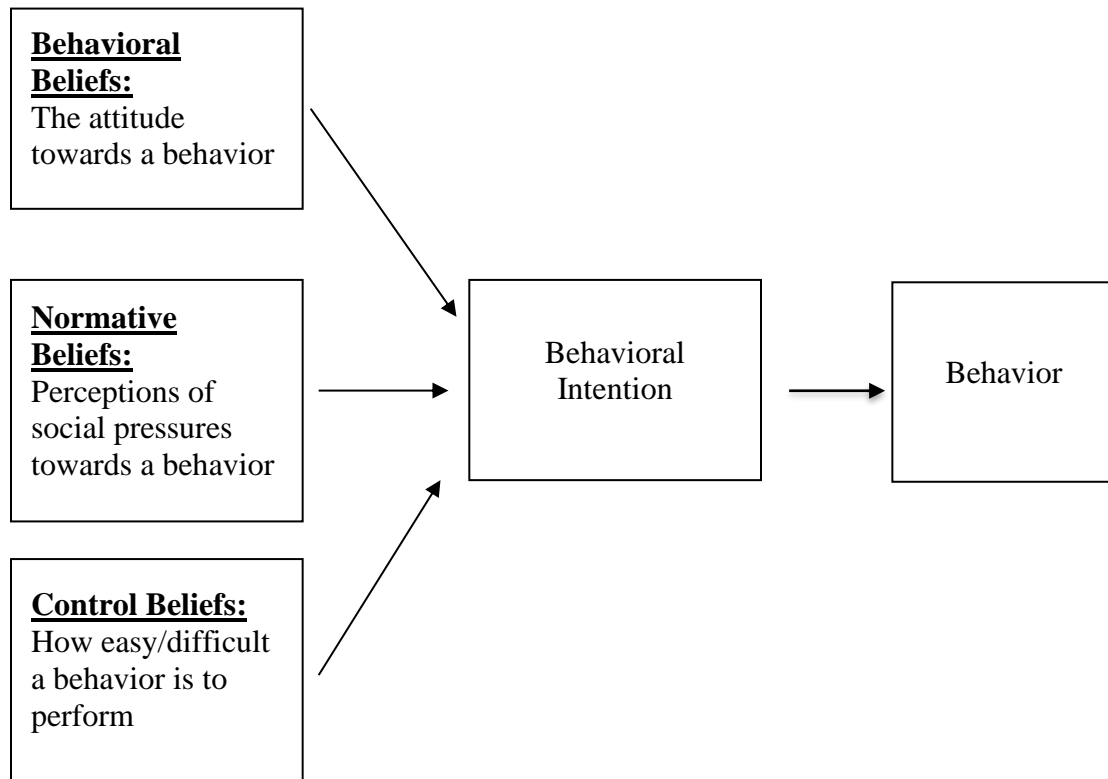 Behavioral
Beliefs:
The attitude
towards a behavior
Normative
Beliefs:
Perceptions of
social pressures
towards a behavior
Control Beliefs:
How easy/difficult
a behavior is to
perform
Behavioral
Intention
Behavior